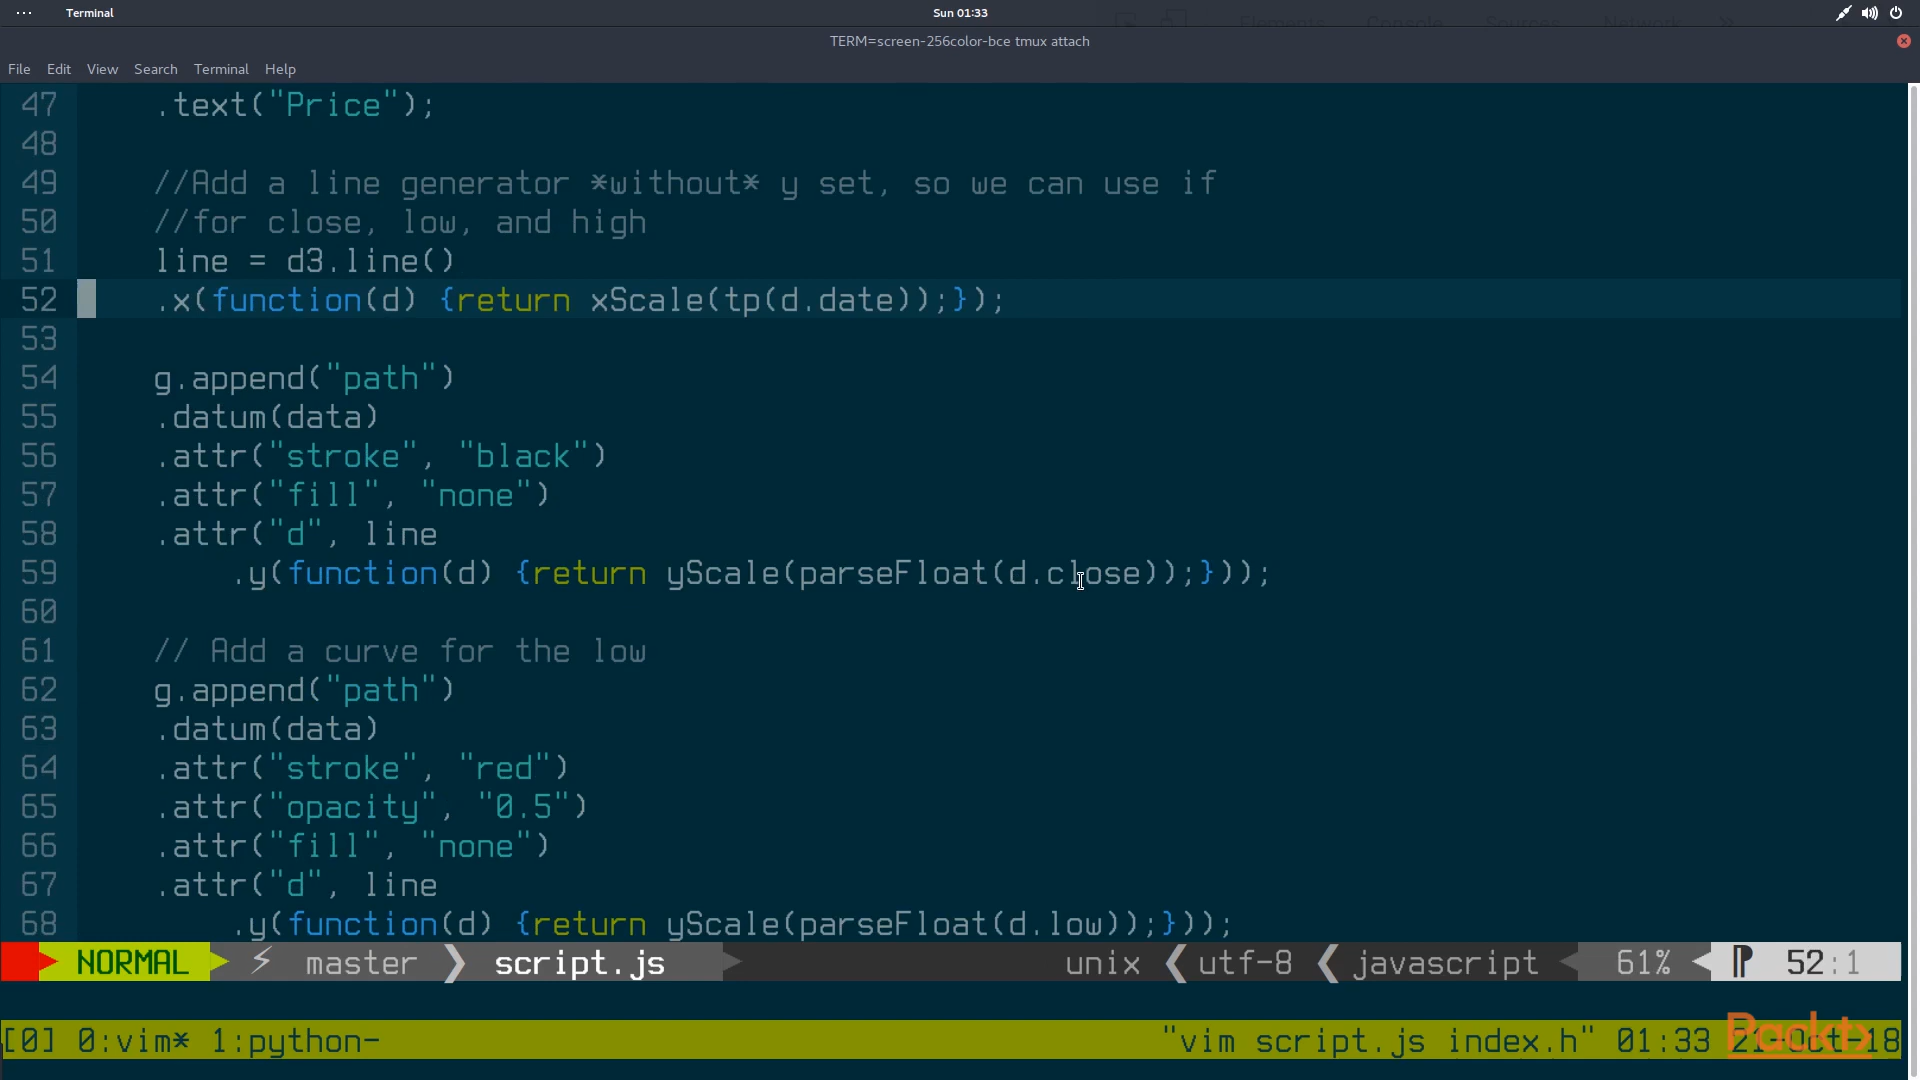 Terminal
Sun 01:33
Elements Console Sources Network »
TERM=screen-256color-bce tmux attach
File Edit View Search Terminal Help
47 .text("Price");
48
49 //Add a line generator *without* y set, so we can use if
50 //for close, low, and high
51 line = d3.line()
52 .x(function(d) {return xScale(tp(d.date));});
53
54 g.append("path")
55 .datum(data)
56 .attr("stroke", "black")
57 .attr("fill", "none")
58 .attr("d", line
59 .y(function(d) {return yScale(parseFloat(d.close));}));
60
61 // Add a curve for the low
62 g.append("path")
63 .datum(data)
64 .attr("stroke", "red")
65 .attr("opacity", "0.5")
66 .attr("fill", "none")
67 .attr("d", line
68 .y(function(d) {return yScale(parseFloat(d.low));}));
NORMAL master script.js unix utf-8 javascript 61% 52:1
[0] 0:vim* 1:python- "vim script.js index.h" 01:33 21-Oct-18
Packt>